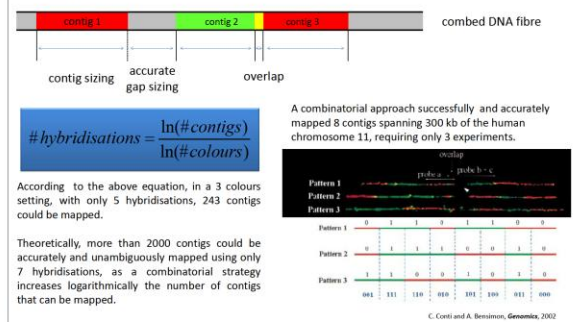 contig 1
contig 2
contig 3
combed DNA fibre
contig sizing
accurate
gap sizing
overlap
#hybridisations = ln(#contigs) / ln(#colours)
According to the above equation, in a 3 colours
setting, with only 5 hybridisations, 243 contigs
could be mapped.
Theoretically, more than 2000 contigs could be
accurately and unambiguously mapped using only
7 hybridisations, as a combinatorial strategy
increases logarithmically the number of contigs
that can be mapped.
A combinatorial approach successfully and accurately
mapped 8 contigs spanning 300 kb of the human
chromosome 11, requiring only 3 experiments.
overlap
probe a
probe b - c
Pattern 1
Pattern 2
Pattern 3
Pattern 1
0 1 1 0 1 1 0 0
Pattern 2
0 1 1 1 0 0 1 0
Pattern 3
1 1 0 0 1 0 1 0
001 111 110 010 101 100 011 000
C. Conti and A. Bensimon, Genomics, 2002